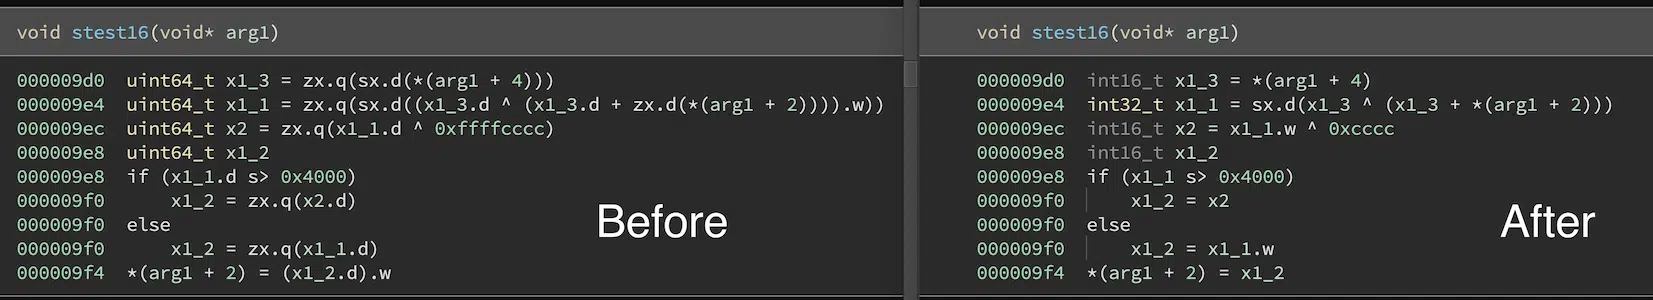 void stest16(void* arg1)
000009d0 uint64_t x1_3 = zx.q(sx.d(*(arg1 + 4)))
000009e4 uint64_t x1_1 = zx.q(sx.d((x1_3.d ^ (x1_3.d + zx.d(*(arg1 + 2)))).w))
000009ec uint64_t x2 = zx.q(x1_1.d ^ 0xffffcccc)
000009e8 uint64_t x1_2
000009e8 if (x1_1.d s> 0x4000)
000009f0 x1_2 = zx.q(x2.d)
000009f0 else
000009f0 x1_2 = zx.q(x1_1.d)
000009f4 *(arg1 + 2) = (x1_2.d).w
Before
void stest16(void* arg1)
000009d0 int16_t x1_3 = *(arg1 + 4)
000009e4 int32_t x1_1 = sx.d(x1_3 ^ (x1_3 + *(arg1 + 2)))
000009ec int16_t x2 = x1_1.w ^ 0xcccc
000009e8 int16_t x1_2
000009e8 if (x1_1 s> 0x4000)
000009f0 x1_2 = x2
000009f0 else
000009f0 x1_2 = x1_1.w
000009f4 *(arg1 + 2) = x1_2
After